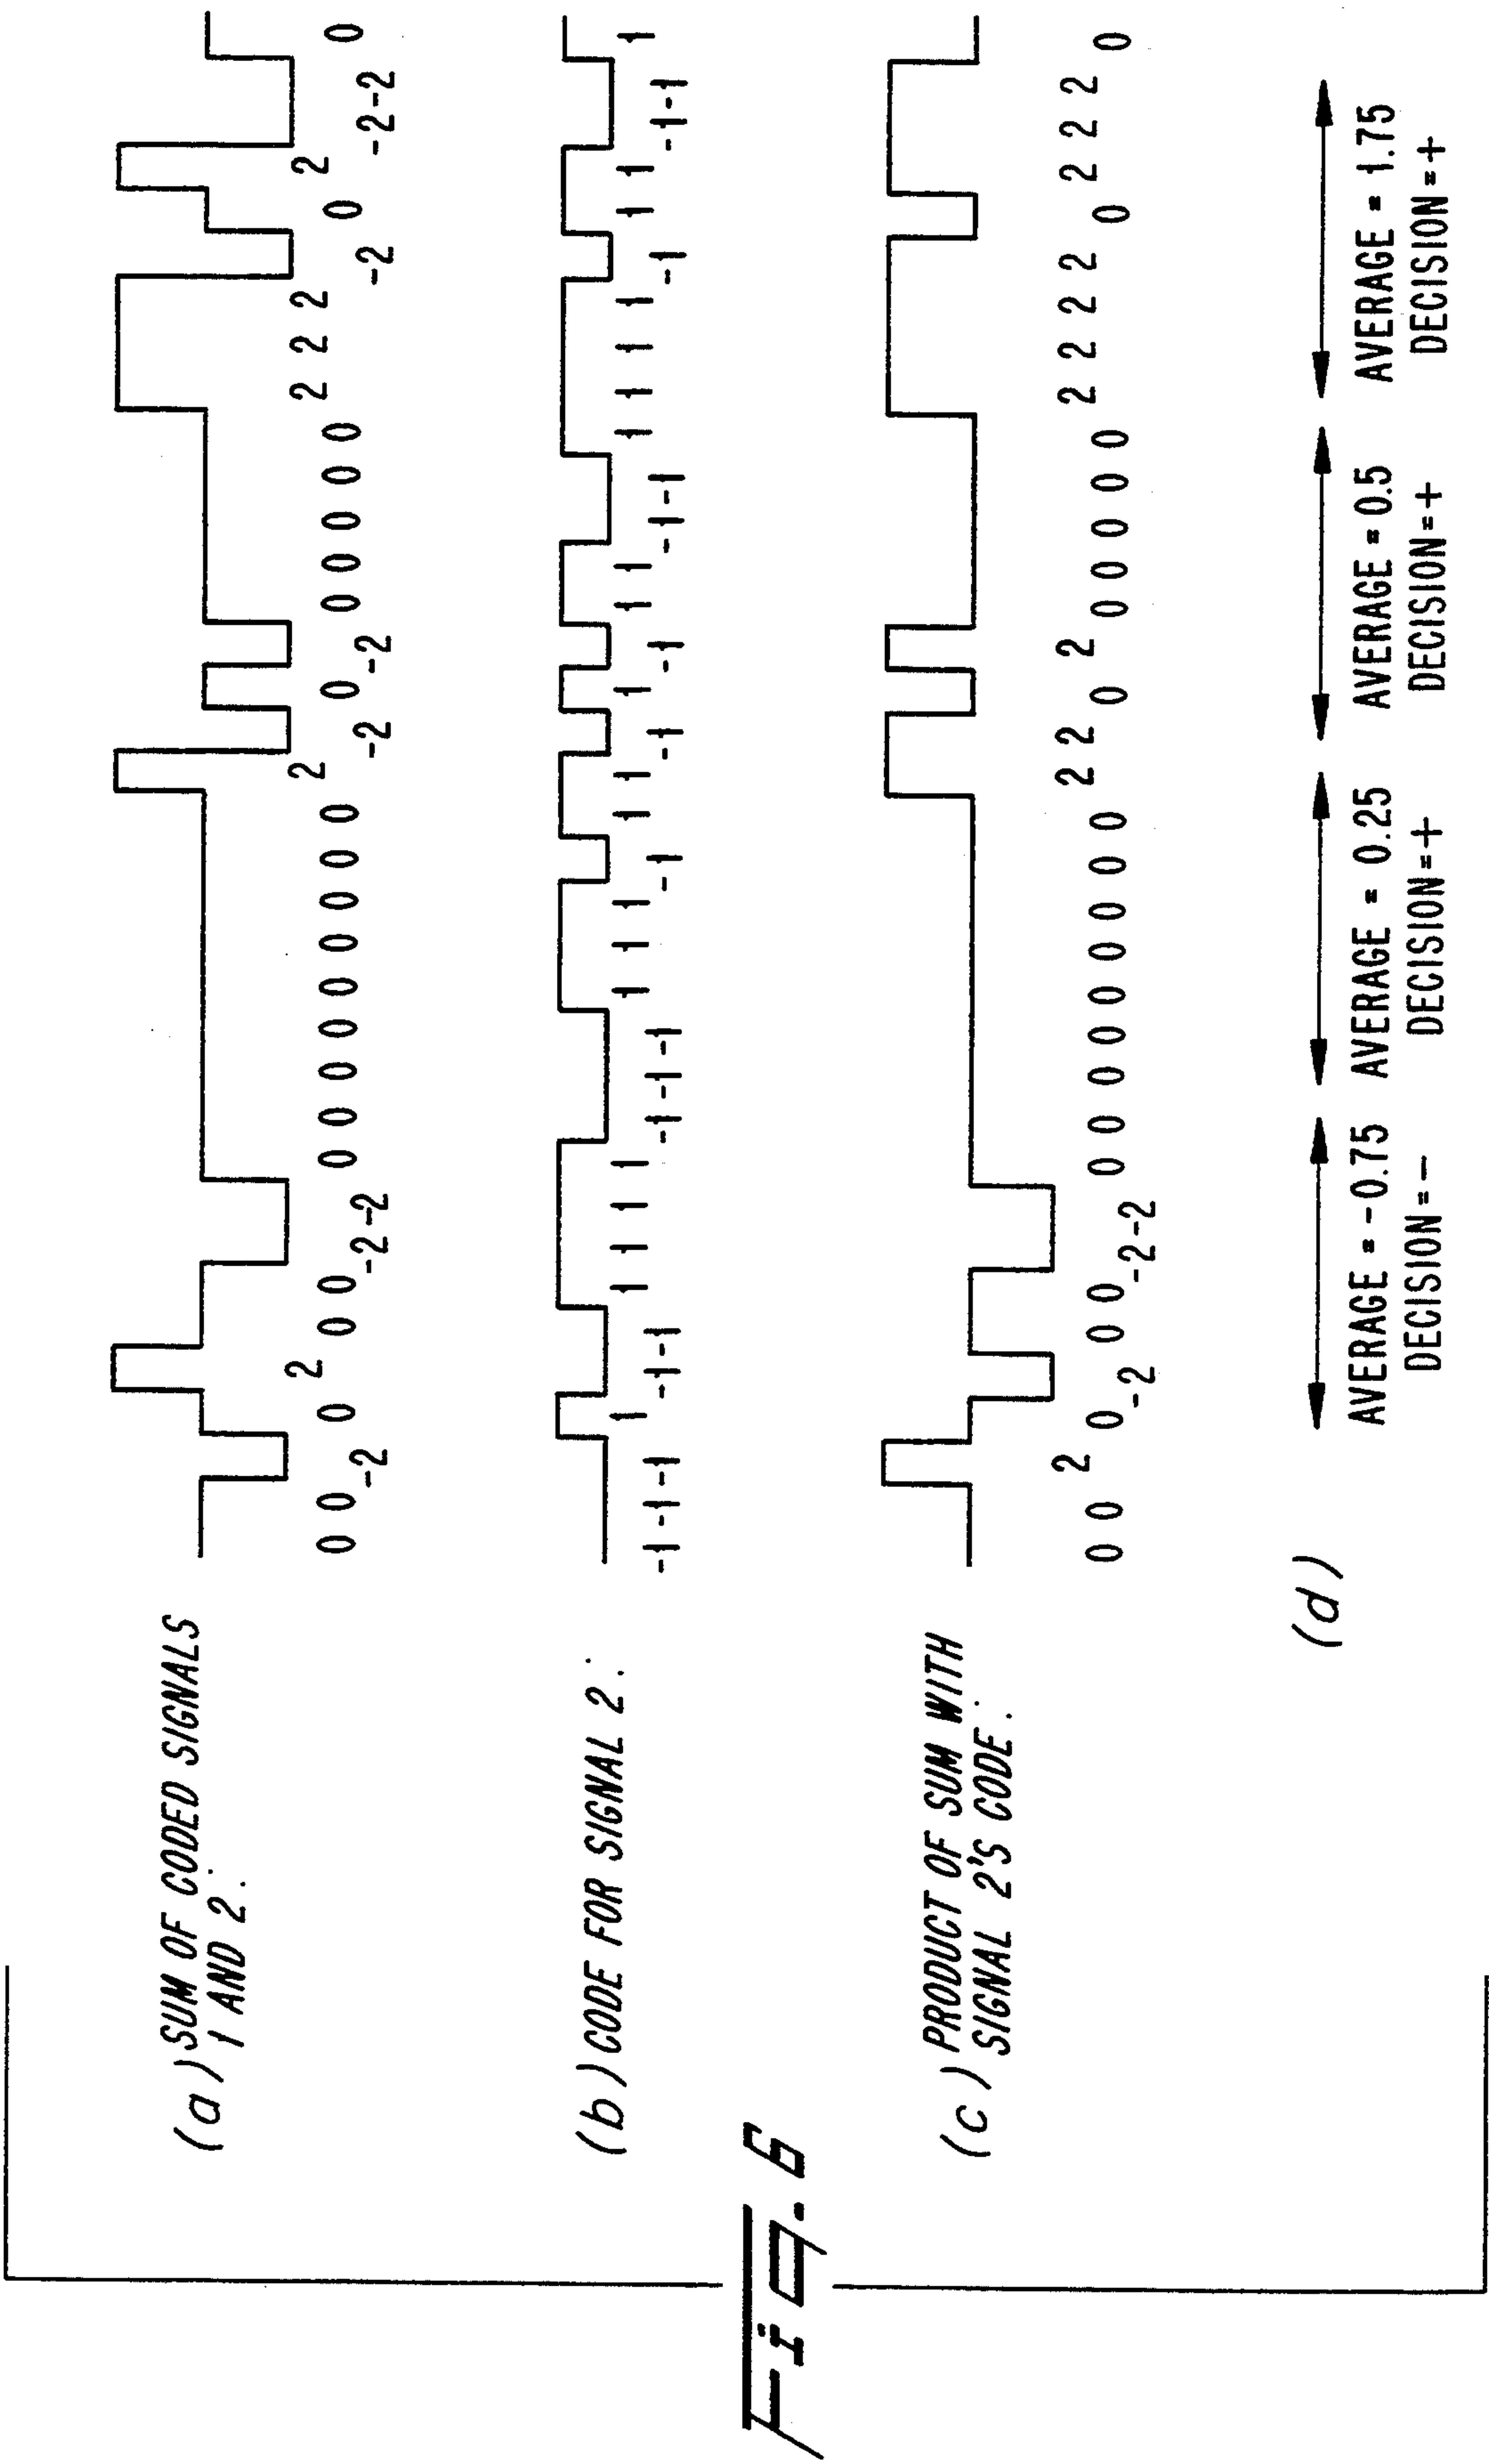 (a) SUM OF CODED SIGNALS
1 AND 2.
0 0 -2 0 2 0 0 -2 -2 0 0 0 0 0 0 0 0 0 2 -2 0 -2 0 0 0 0 0 2 2 2 -2 0 2 -2 -2 0
(b) CODE FOR SIGNAL 2.
-1 -1 -1 1 -1 -1 1 1 1 1 -1 -1 -1 1 1 1 -1 1 1 -1 1 -1 1 1 -1 -1 1 1 1 1 -1 1 1 -1 -1 1
(c) PRODUCT OF SUM WITH
SIGNAL 2'S CODE.
0 0 2 0 -2 0 0 -2 -2 0 0 0 0 0 0 0 0 0 2 2 0 2 0 0 0 0 0 2 2 2 2 0 2 2 2 0
(d)
AVERAGE = -0.75 AVERAGE = 0.25 AVERAGE = 0.5 AVERAGE = 1.75
DECISION = - DECISION = + DECISION = + DECISION = +
Fig. 6